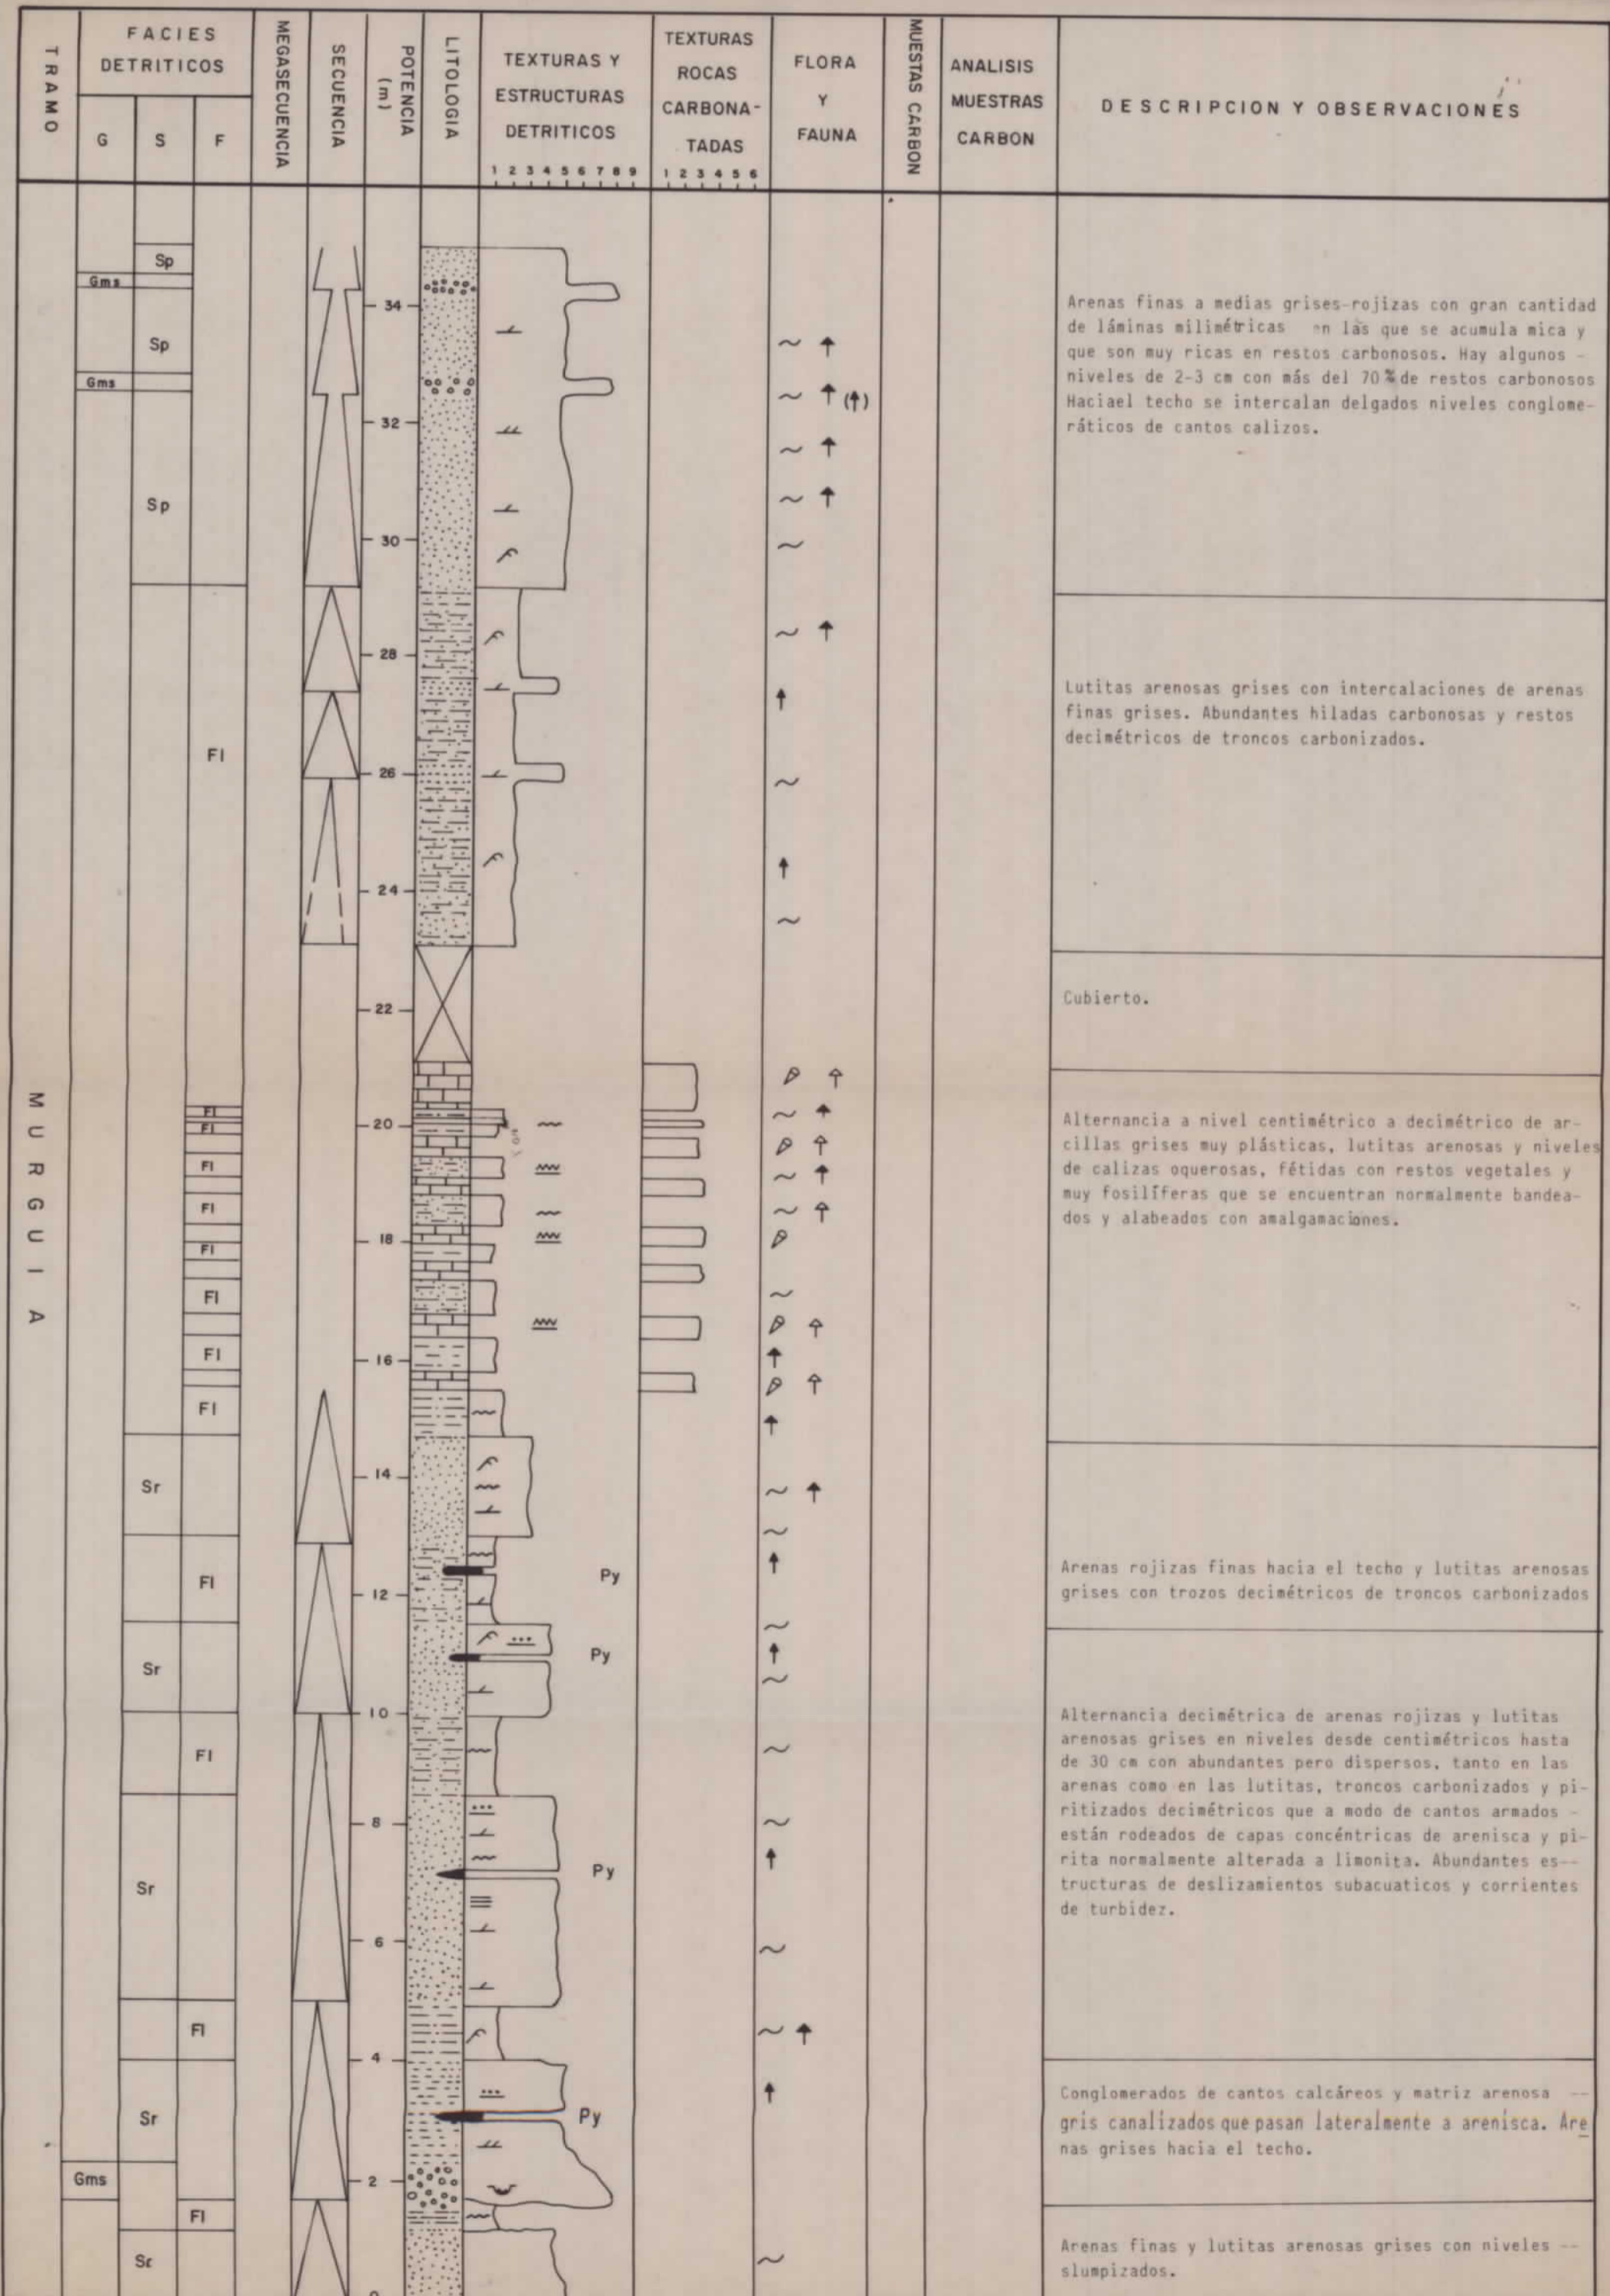 TRAMO
FACIES
DETRITICOS
G S F
MEGASECUENCIA
SECUENCIA
POTENCIA
(m)
LITOLOGIA
TEXTURAS Y
ESTRUCTURAS
DETRITICOS
1 2 3 4 5 6 7 8 9
TEXTURAS
ROCAS
CARBONA-
TADAS
1 2 3 4 5 6
FLORA
Y
FAUNA
MUESTAS CARBON
ANALISIS
MUESTRAS
CARBON
DESCRIPCION Y OBSERVACIONES
MURGUIA
Sp
Gms
34
Sp
Gms
32
Sp
30
28
Fl
26
24
22
Fl
20
Fl
Fl
Fl
18
Fl
Fl
Fl
16
Fl
14
Sr
Fl
12
Py
Sr
Py
10
Fl
8
Py
Sr
6
Fl
4
Sr
Py
Gms
2
Fl
Sr
0
Arenas finas a medias grises-rojizas con gran cantidad
de láminas milimétricas en las que se acumula mica y
que son muy ricas en restos carbonosos. Hay algunos -
niveles de 2-3 cm con más del 70 % de restos carbonosos
Haciael techo se intercalan delgados niveles conglome-
ráticos de cantos calizos.
Lutitas arenosas grises con intercalaciones de arenas
finas grises. Abundantes hiladas carbonosas y restos
decimétricos de troncos carbonizados.
Cubierto.
Alternancia a nivel centimétrico a decimétrico de ar-
cillas grises muy plásticas, lutitas arenosas y niveles
de calizas oquerosas, fétidas con restos vegetales y
muy fosilíferas que se encuentran normalmente bandea-
dos y alabeados con amalgamaciones.
Arenas rojizas finas hacia el techo y lutitas arenosas
grises con trozos decimétricos de troncos carbonizados
Alternancia decimétrica de arenas rojizas y lutitas
arenosas grises en niveles desde centimétricos hasta
de 30 cm con abundantes pero dispersos, tanto en las
arenas como en las lutitas, troncos carbonizados y pi-
ritizados decimétricos que a modo de cantos armados -
están rodeados de capas concéntricas de arenisca y pi-
rita normalmente alterada a limonita. Abundantes es--
tructuras de deslizamientos subacuaticos y corrientes
de turbidez.
Conglomerados de cantos calcáreos y matriz arenosa --
gris canalizados que pasan lateralmente a arenisca. Are
nas grises hacia el techo.
Arenas finas y lutitas arenosas grises con niveles --
slumpizados.